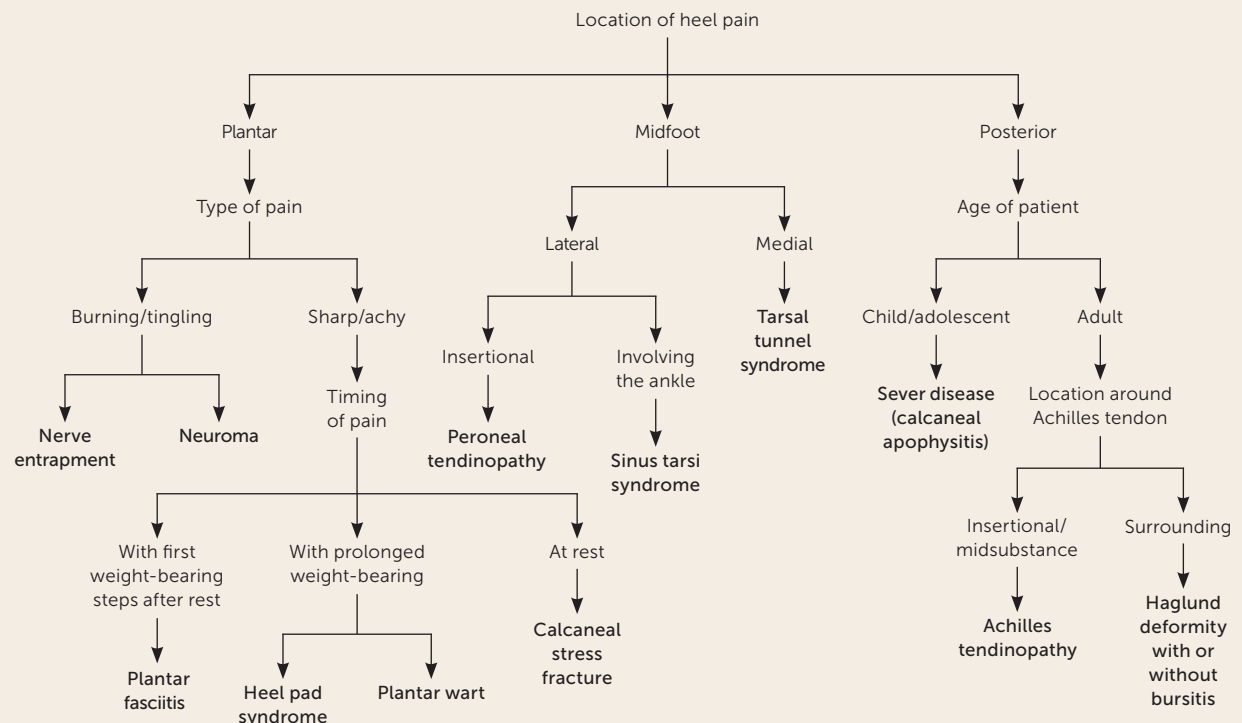 Location of heel pain
Plantar
Midfoot
Posterior
Type of pain
Age of patient
Lateral
Medial
Burning/tingling
Sharp/achy
Insertional
Involving
the ankle
Tarsal
tunnel
syndrome
Child/adolescent
Adult
Timing
of pain
Sever disease
(calcaneal
apophysitis)
Location around
Achilles tendon
Nerve
entrapment
Neuroma
Peroneal
tendinopathy
Sinus tarsi
syndrome
With first
weight-bearing
steps after rest
With prolonged
weight-bearing
At rest
Insertional/
midsubstance
Surrounding
Plantar
fasciitis
Heel pad
syndrome
Plantar wart
Calcaneal
stress
fracture
Achilles
tendinopathy
Haglund
deformity
with or
without
bursitis